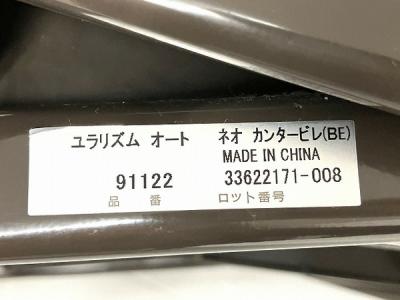 ユラリズム オート ネオ カンタービレ(BE)
MADE IN CHINA
91122 33622171-008
品 番 ロット番号